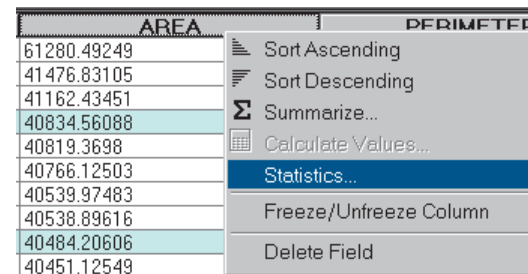 AREA
PERIMETER
61280.49249
41476.83105
41162.43451
40834.56088
40819.3698
40766.12503
40539.97483
40538.89616
40484.20606
40451.12549
Sort Ascending
Sort Descending
Σ Summarize...
Calculate Values...
Statistics...
Freeze/Unfreeze Column
Delete Field